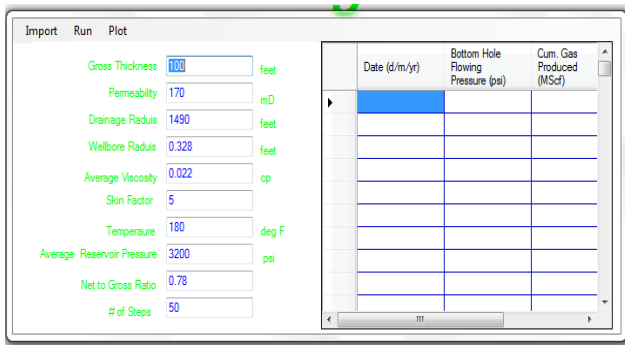 Import Run Plot
Gross Thickness 100 feet
Permeability 170 mD
Drainage Raduis 1490 feet
Wellbore Raduis 0.328 feet
Average Viscosity 0.022 cp
Skin Factor 5
Temperaure 180 deg F
Average Reservoir Pressure 3200 psi
Net to Gross Ratio 0.78
# of Steps 50
Date (d/m/yr)
Bottom Hole
Flowing
Pressure (psi)
Cum. Gas
Produced
(MScf)